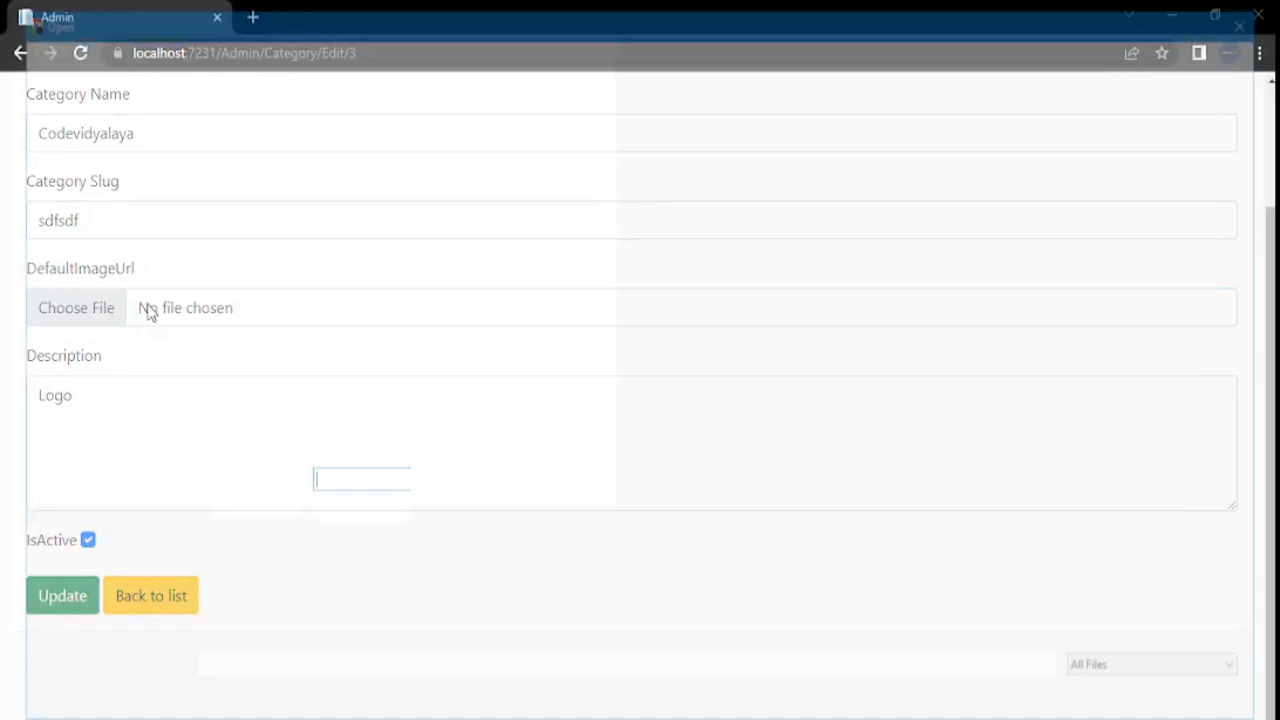 Admin
Open
localhost:7231/Admin/Category/Edit/3
Category Name
Codevidyalaya
Category Slug
sdfsdf
DefaultImageUrl
Choose File No file chosen
Description
Logo
IsActive
Update Back to list
All Files